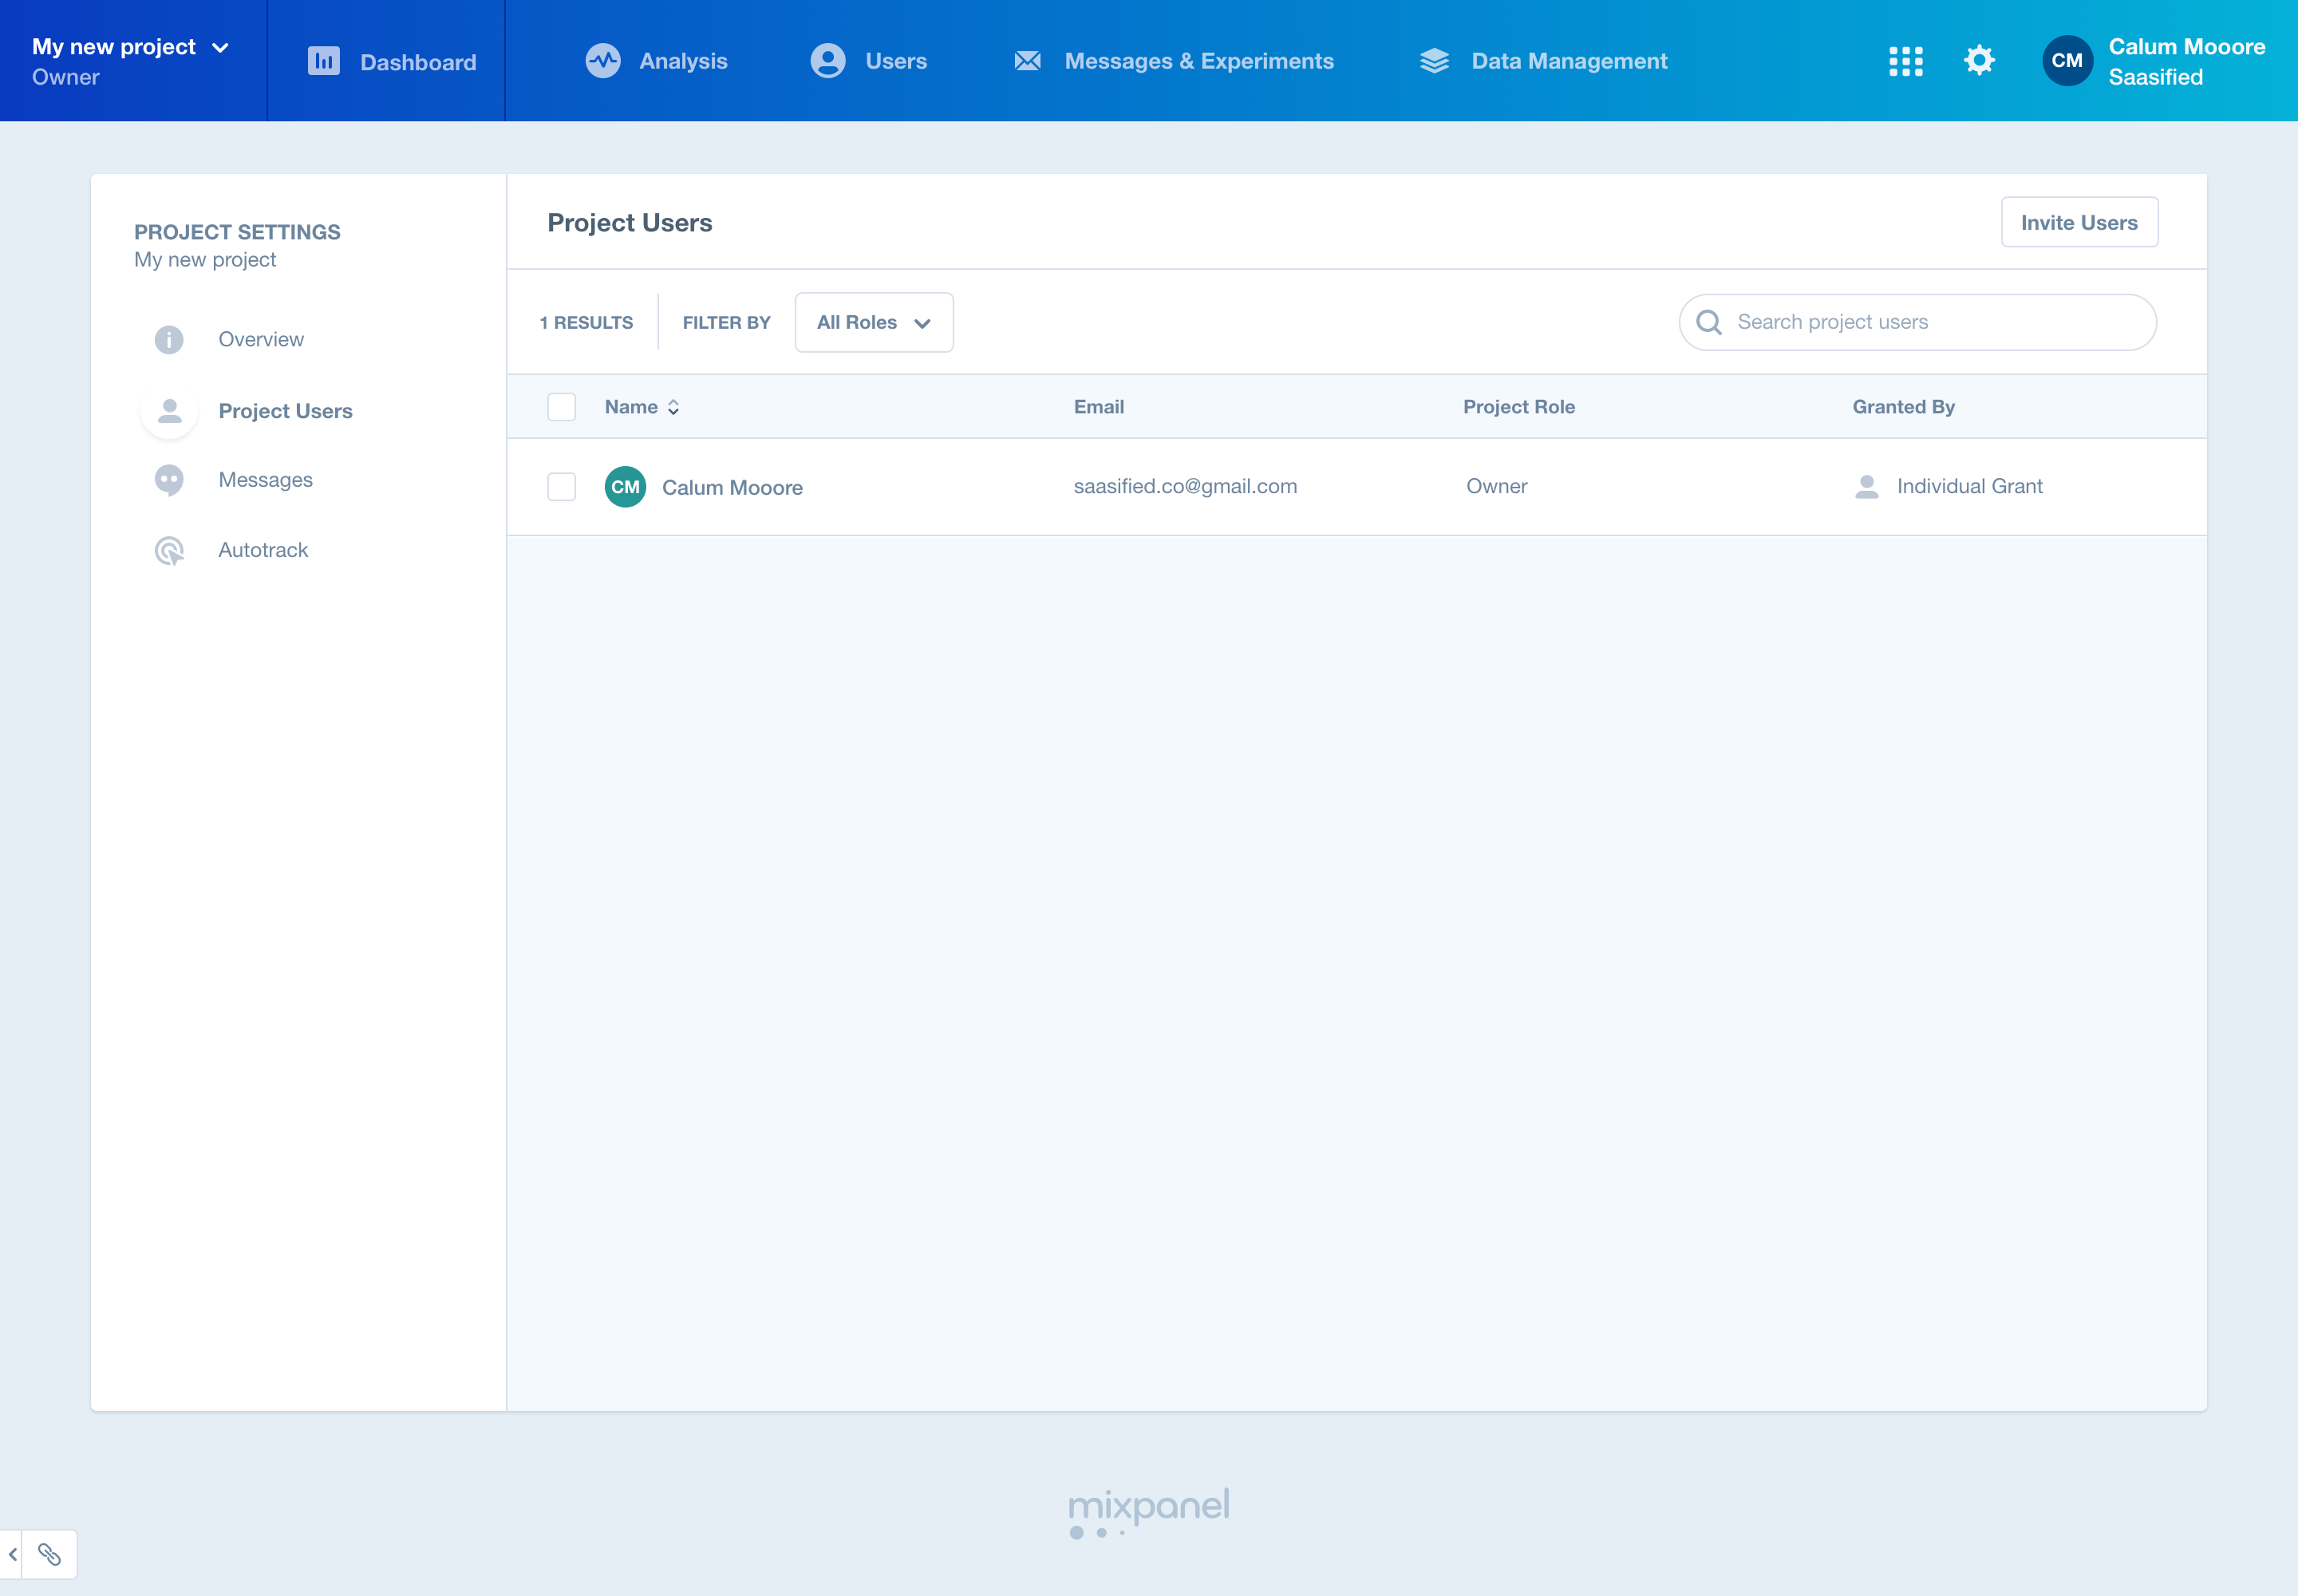 My new project
Owner
Dashboard
Analysis
Users
Messages & Experiments
Data Management
CM
Calum Mooore
Saasified
PROJECT SETTINGS
My new project
Overview
Project Users
Messages
Autotrack
Project Users
Invite Users
1 RESULTS
FILTER BY
All Roles
Search project users
Name
Email
Project Role
Granted By
CM
Calum Mooore
saasified.co@gmail.com
Owner
Individual Grant
mixpanel